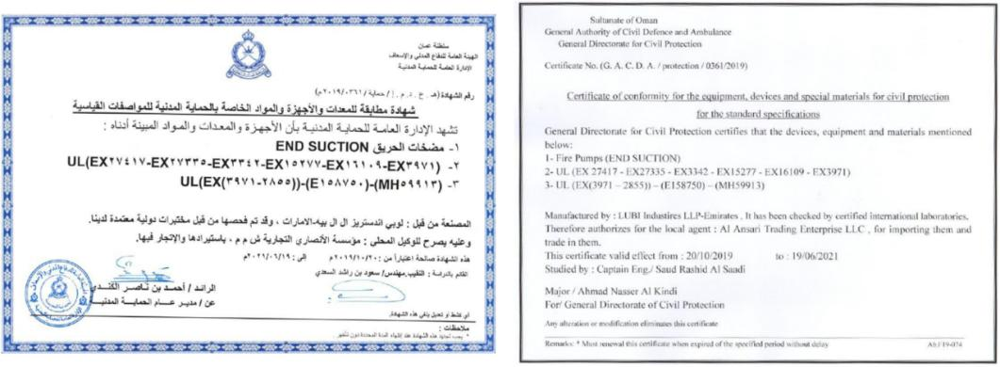 سلطنة عمان
الهيئة العامة للدفاع المدني والإسعاف
الإدارة العامة للحماية المدنية
رقم الشهادة (هـ . ع . د . م . إ / حماية / ٢٠١٩/٠٣٦١م)
شهادة مطابقة للمعدات والأجهزة والمواد الخاصة بالحماية المدنية للمواصفات القياسية
تشهد الإدارة العامة للحماية المدنية بأن الأجهزة والمعدات والمواد المبينة أدناه :
١- مضخات الحريق END SUCTION
٢- UL(EX٢٧٤١٧-EX٢٧٣٣٥-EX٣٣٤٢-EX١٥٢٧٧-EX١٦١٠٩-EX٣٩٧١)
٣- UL(EX(٣٩٧١-٢٨٥٥))-(E١٥٨٧٥٠)-(MH٥٩٩١٣)
المصنعة من قبل : لوبي اندستريز ال ال بيه-الامارات ، وقد تم فحصها من قبل مختبرات دولية معتمدة لدينا.
وعليه يصرح للوكيل المحلي : مؤسسة الأنصاري التجارية ش م م ، باستيرادها والإتجار فيها.
هذه الشهادة صالحة اعتباراً من : ٢٠١٩/١٠/٢٠م إلى : ٢٠٢١/٠٦/١٩م
القائم بالدراسة : النقيب.مهندس/ سعود بن راشد السعدي
الرائد / أحمد بن ناصر الكندي
عن / مدير عام الحماية المدنية
أي كشط او تعديل يلغي هذه الشهادة.
ملاحظات :
* يجب تجديد هذه الشهادة عند إنتهاء المدة المحددة دون تأخير
Sultanate of Oman
General Authority of Civil Defence and Ambulance
General Directorate for Civil Protection
Certificate No. (G. A. C. D. A. / protection / 0361/2019)
Certificate of conformity for the equipment, devices and special materials for civil protection
for the standard specifications
General Directorate for Civil Protection certifies that the devices, equipment and materials mentioned
below:
1- Fire Pumps (END SUCTION)
2- UL (EX 27417 - EX27335 - EX3342 - EX15277 - EX16109 - EX3971)
3- UL (EX(3971 – 2855)) – (E158750) – (MH59913)
Manufactured by : LUBI Industires LLP-Emirates , It has been checked by certified international laboratories.
Therefore authorizes for the local agent : Al Ansari Trading Enterprise LLC , for importing them and
trade in them.
This certificate valid effect from : 20/10/2019 to : 19/06/2021
Studied by : Captain Eng./ Saud Rashid Al Saadi
Major / Ahmad Nasser Al Kindi
For/ General Directorate of Civil Protection
Any alteration or modification eliminates this certificate
Remarks: * Must renewal this certificate when expired of the specified period without delay